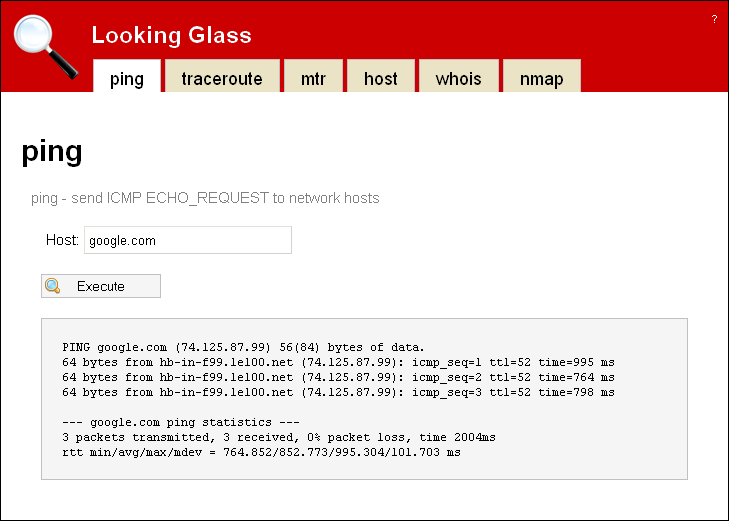 Looking Glass
?
ping traceroute mtr host whois nmap
ping
ping - send ICMP ECHO_REQUEST to network hosts
Host: google.com
Execute
PING google.com (74.125.87.99) 56(84) bytes of data.
64 bytes from hb-in-f99.1e100.net (74.125.87.99): icmp_seq=1 ttl=52 time=995 ms
64 bytes from hb-in-f99.1e100.net (74.125.87.99): icmp_seq=2 ttl=52 time=764 ms
64 bytes from hb-in-f99.1e100.net (74.125.87.99): icmp_seq=3 ttl=52 time=798 ms
--- google.com ping statistics ---
3 packets transmitted, 3 received, 0% packet loss, time 2004ms
rtt min/avg/max/mdev = 764.852/852.773/995.304/101.703 ms